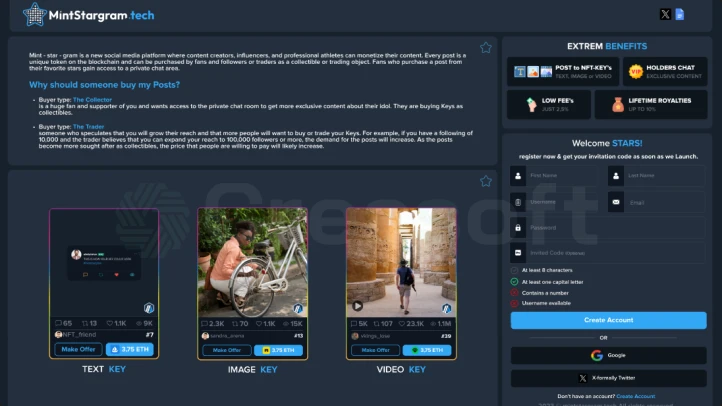 MintStargram.tech
X
Mint - star - gram is a new social media platform where content creators, influencers, and professional athletes can monetize their content. Every post is a
unique token on the blockchain and can be purchased by fans and followers or traders as a collectible or trading object. Fans who purchase a post from
their favorite stars gain access to a private chat area.
Why should someone buy my Posts?
• Buyer type: The Collector
is a huge fan and supporter of you and wants access to the private chat room to get more exclusive content about their idol. They are buying Keys as
collectibles.
• Buyer type: The Trader
someone who speculates that you will grow their reach and that more people will want to buy or trade your Keys. For example, if you have a following of
10,000 and the trader believes that you can expand your reach to 100,000 followers or more, the demand for the posts will increase. As the posts
become more sought after as collectibles, the price that people are willing to pay will likely increase.
65 13 1.1K 9K
NFT_friend #7
Make Offer 3.75 ETH
TEXT KEY
2.3K 70 1.1K 15K
#13
Make Offer 3.75 ETH
IMAGE KEY
5K 107 23.1K 1.1M
#39
Make Offer 3.75 ETH
VIDEO KEY
EXTREM BENEFITS
POST to NFT-KEY's
TEXT, IMAGE or VIDEO
VIP
HOLDERS CHAT
EXCLUSIVE CONTENT
LOW FEE's
JUST 2.5%
LIFETIME ROYALTIES
UP TO 10%
Welcome STARS!
register now & get your invitation code as soon as we Launch.
First Name
Last Name
Username
Email
Password
Invited Code (Optional)
At least 8 characters
At least one capital letter
Contains a number
Username available
Create Account
OR
Google
X-formally Twitter
Don't have an account? Create Account